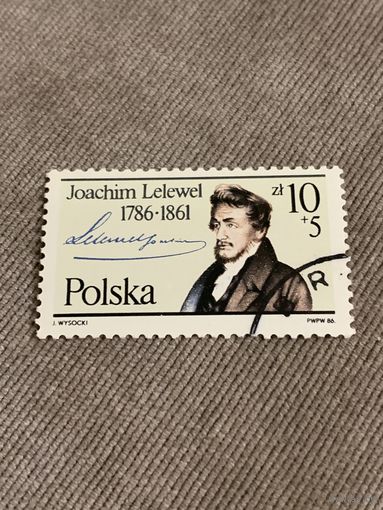 Joachim Lelewel
1786·1861
zł 10
+5
Polska
J. WYSOCKI
PWPW 86.
R